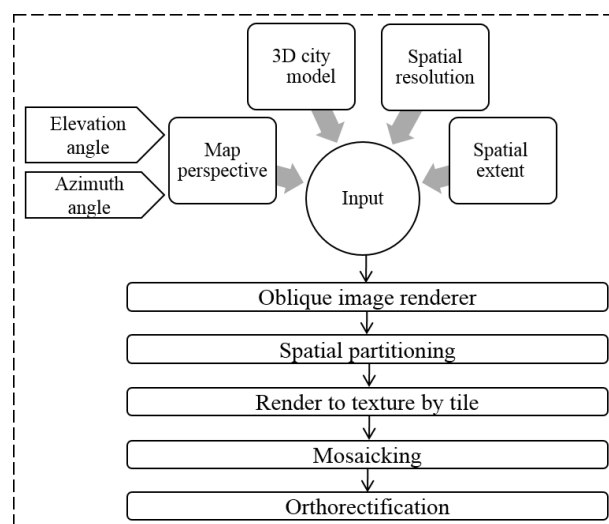 3D city
model
Spatial
resolution
Elevation
angle
Azimuth
angle
Map
perspective
Input
Spatial
extent
Oblique image renderer
Spatial partitioning
Render to texture by tile
Mosaicking
Orthorectification